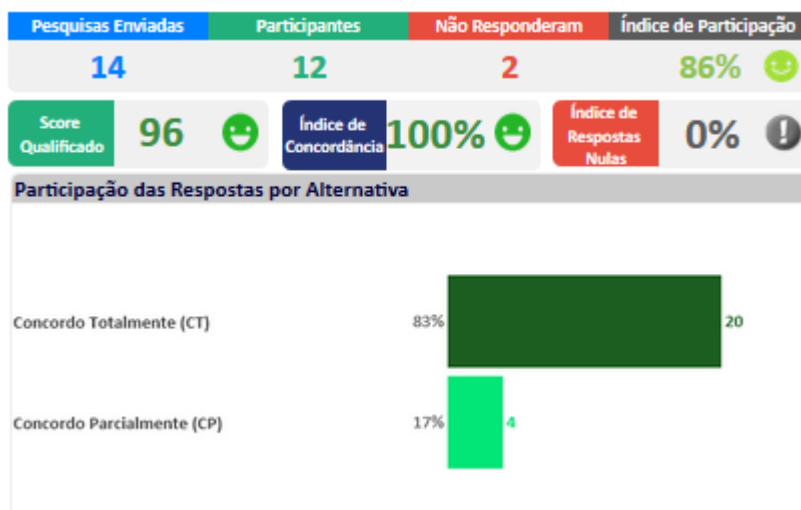 Pesquisas Enviadas Participantes Não Responderam Índice de Participação
14 12 2 86%
Score Qualificado 96
Índice de Concordância 100%
Índice de Respostas Nulas 0%
Participação das Respostas por Alternativa
Concordo Totalmente (CT) 83% 20
Concordo Parcialmente (CP) 17% 4